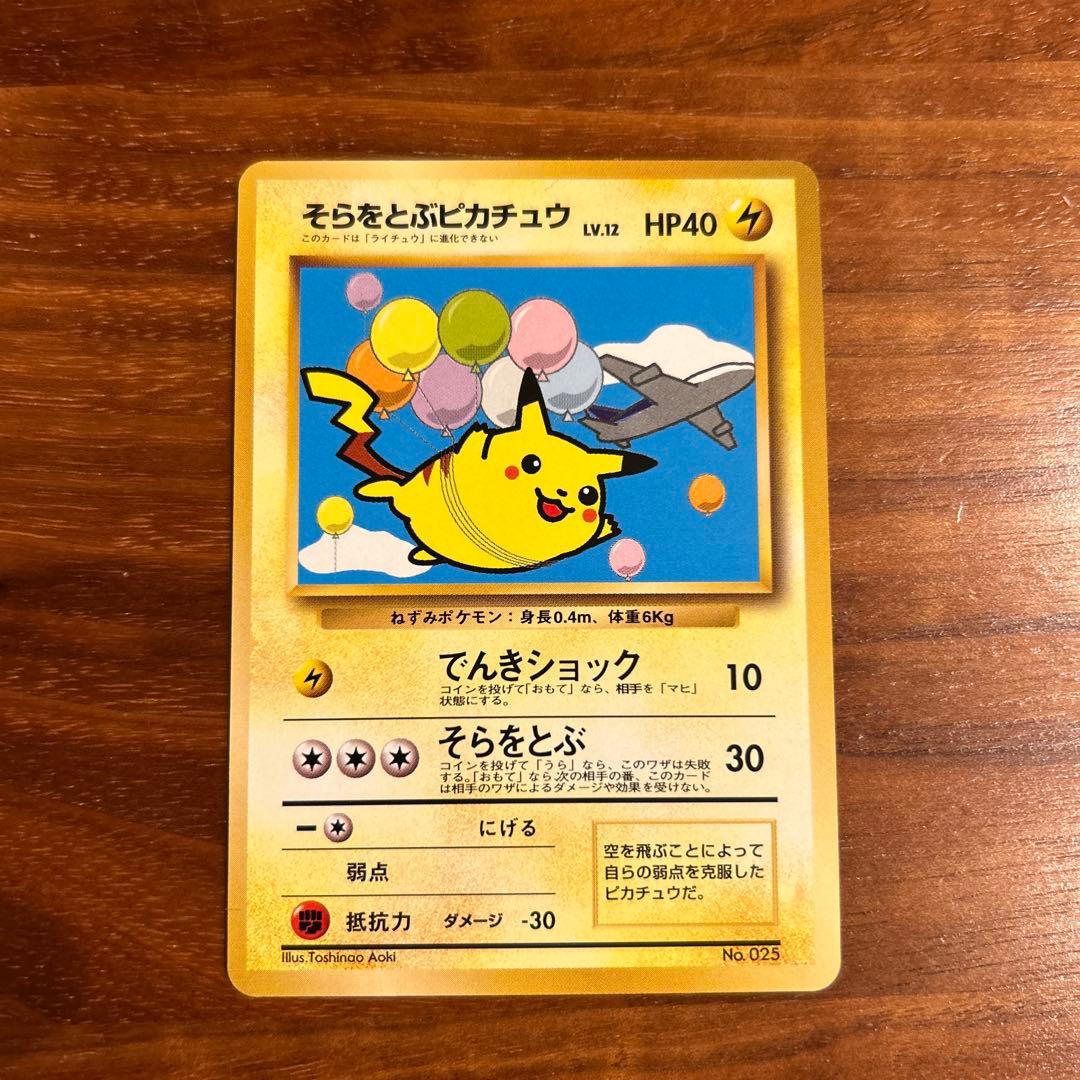 そらをとぶピカチュウ LV.12 HP40
このカードは「ライチュウ」に進化できない
ねずみポケモン：身長0.4m、体重6Kg
でんきショック 10
コインを投げて「おもて」なら、相手を「マヒ」
状態にする。
そらをとぶ 30
コインを投げて「うら」なら、このワザは失敗
する。「おもて」なら次の相手の番、このカード
は相手のワザによるダメージや効果を受けない。
− にげる
弱点
抵抗力 ダメージ -30
空を飛ぶことによって
自らの弱点を克服した
ピカチュウだ。
Illus.Toshinao Aoki No. 025